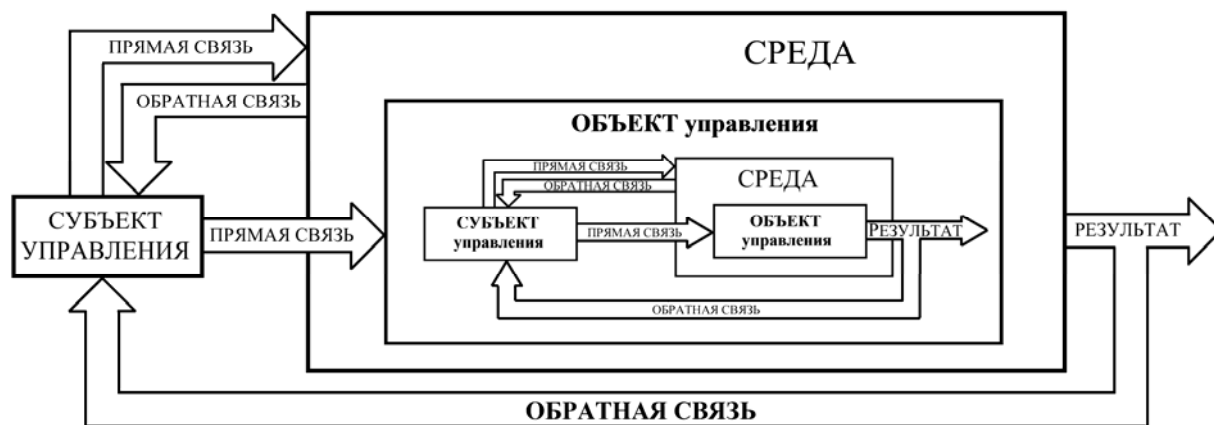 ПРЯМАЯ СВЯЗЬ
СРЕДА
ОБРАТНАЯ СВЯЗЬ
ОБЪЕКТ управления
ПРЯМАЯ СВЯЗЬ
ОБРАТНАЯ СВЯЗЬ
СРЕДА
СУБЪЕКТ
УПРАВЛЕНИЯ
ПРЯМАЯ СВЯЗЬ
СУБЪЕКТ
управления
ПРЯМАЯ СВЯЗЬ
ОБЪЕКТ
управления
РЕЗУЛЬТАТ
РЕЗУЛЬТАТ
ОБРАТНАЯ СВЯЗЬ
ОБРАТНАЯ СВЯЗЬ